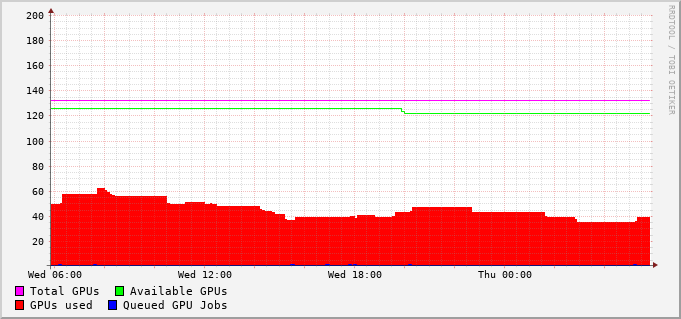 200
180
160
140
120
100
80
60
40
20
Wed 06:00 Wed 12:00 Wed 18:00 Thu 00:00
Total GPUs Available GPUs
GPUs used Queued GPU Jobs
RRDTOOL / TOBI OETIKER